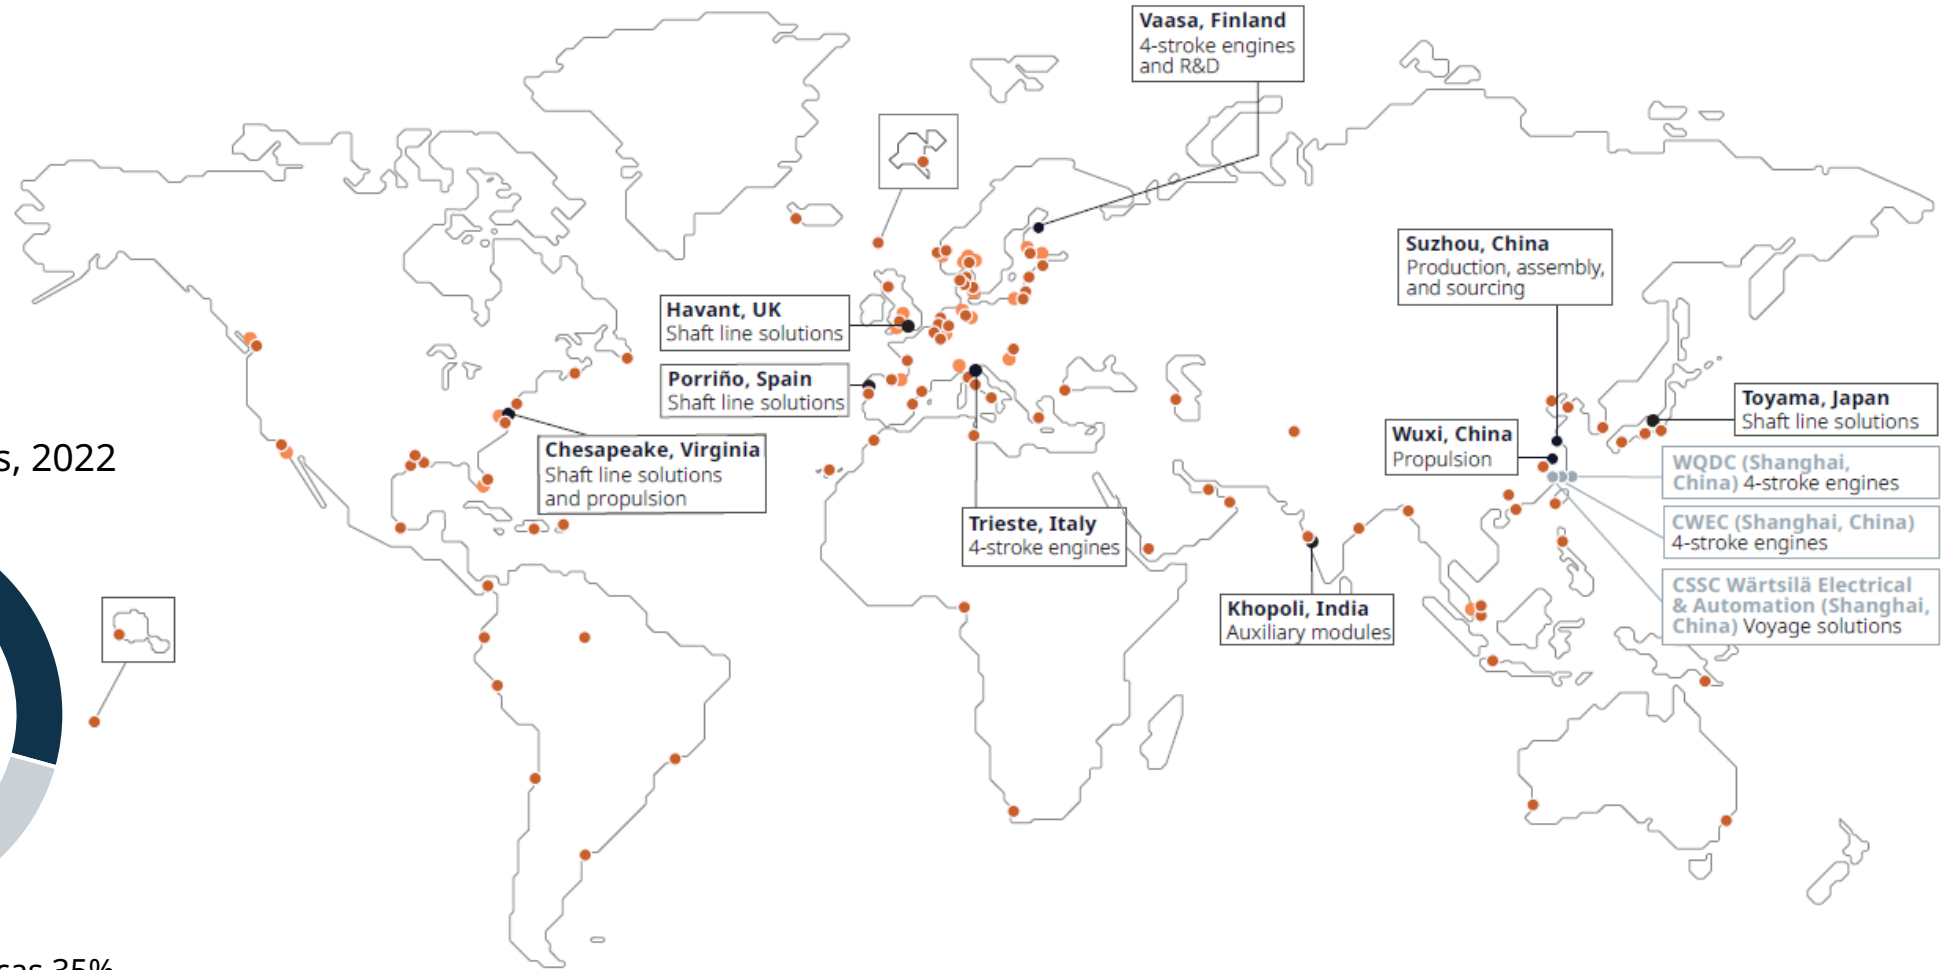 Vaasa, Finland
4-stroke engines
and R&D
Suzhou, China
Production, assembly,
and sourcing
Havant, UK
Shaft line solutions
Porriño, Spain
Shaft line solutions
Toyama, Japan
Shaft line solutions
Wuxi, China
Propulsion
s, 2022
Chesapeake, Virginia
Shaft line solutions
and propulsion
WQDC (Shanghai,
China) 4-stroke engines
Trieste, Italy
4-stroke engines
CWEC (Shanghai, China)
4-stroke engines
CSSC Wärtsilä Electrical
& Automation (Shanghai,
China) Voyage solutions
Khopoli, India
Auxiliary modules
cas 35%